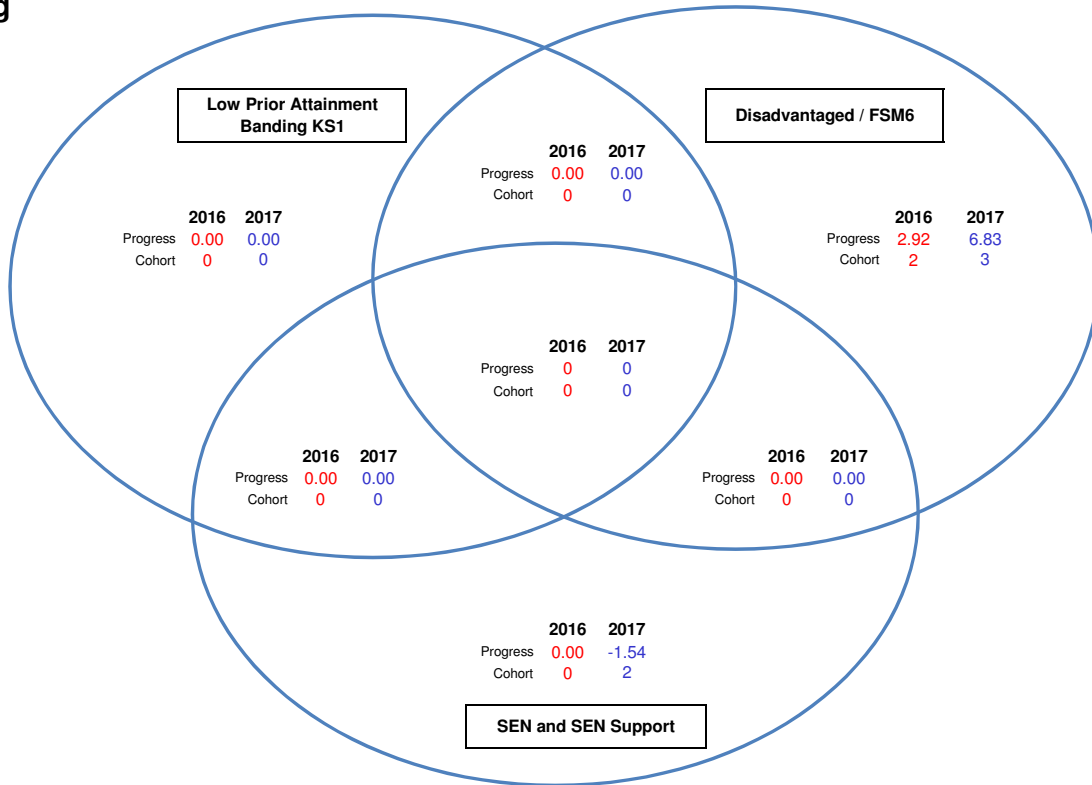 g
Low Prior Attainment
Banding KS1
Disadvantaged / FSM6
2016 2017
Progress 0.00 0.00
Cohort 0 0
2016 2017
Progress 0.00 0.00
Cohort 0 0
2016 2017
Progress 2.92 6.83
Cohort 2 3
2016 2017
Progress 0 0
Cohort 0 0
2016 2017
Progress 0.00 0.00
Cohort 0 0
2016 2017
Progress 0.00 0.00
Cohort 0 0
2016 2017
Progress 0.00 -1.54
Cohort 0 2
SEN and SEN Support